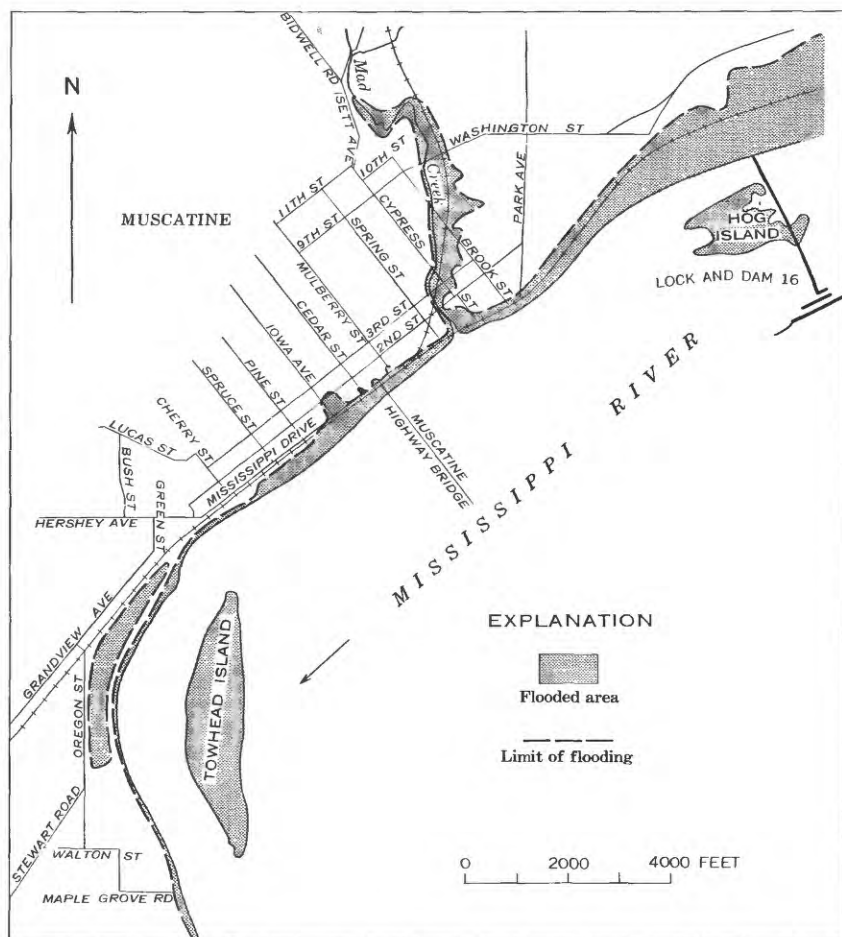 BIDWELL RD
ISETT AVE
Mad
Creek
N
WASHINGTON ST
10TH ST
11TH ST
PARK AVE
MUSCATINE
9TH ST
CYPRESS ST
SPRING ST
BROOK ST
HOG
ISLAND
LOCK AND DAM 16
MULBERRY ST
3RD ST
2ND ST
CEDAR ST
IOWA AVE
PINE ST
SPRUCE ST
CHERRY ST
LUCAS ST
MISSISSIPPI DRIVE
MUSCATINE
HIGHWAY BRIDGE
BUSH ST
GREEN ST
HERSHEY AVE
MISSISSIPPI RIVER
GRANDVIEW AVE
OREGON ST
TOWHEAD ISLAND
EXPLANATION
Flooded area
Limit of flooding
STEWART ROAD
WALTON ST
MAPLE GROVE RD
0 2000 4000 FEET